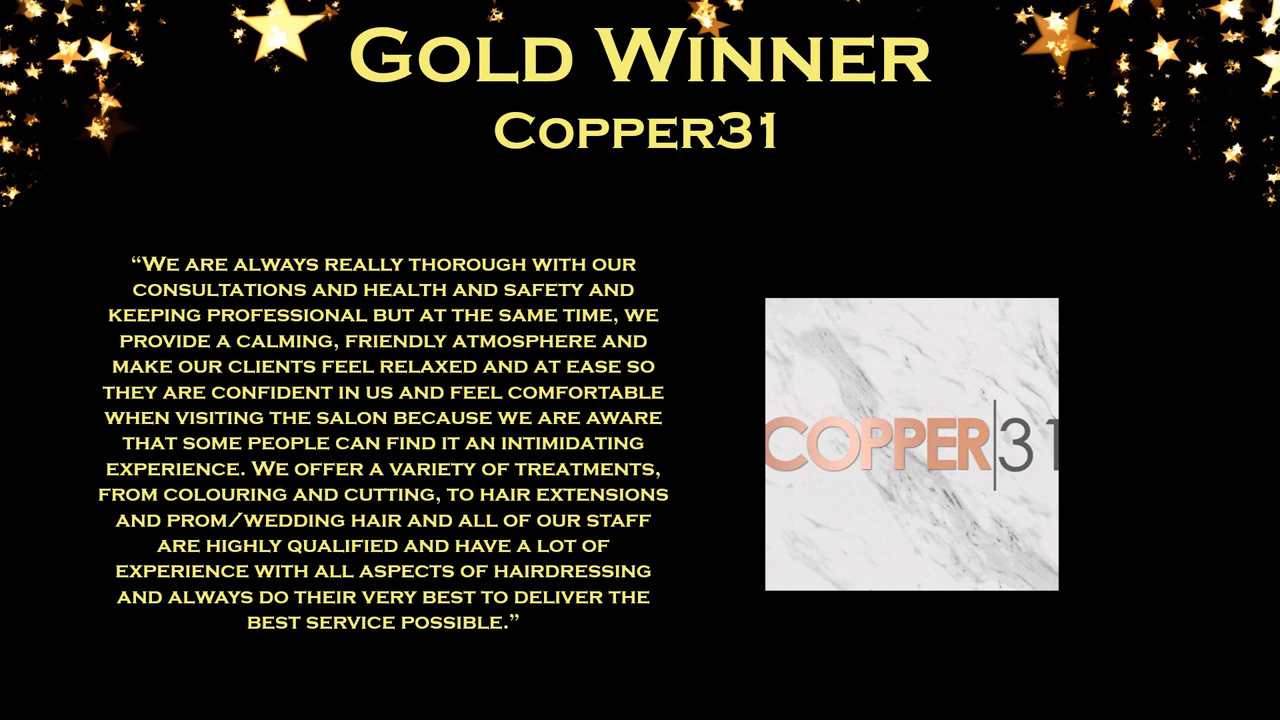 Gold Winner
Copper31
“We are always really thorough with our
consultations and health and safety and
keeping professional but at the same time, we
provide a calming, friendly atmosphere and
make our clients feel relaxed and at ease so
they are confident in us and feel comfortable
when visiting the salon because we are aware
that some people can find it an intimidating
experience. We offer a variety of treatments,
from colouring and cutting, to hair extensions
and prom/wedding hair and all of our staff
are highly qualified and have a lot of
experience with all aspects of hairdressing
and always do their very best to deliver the
best service possible.”
COPPER|31